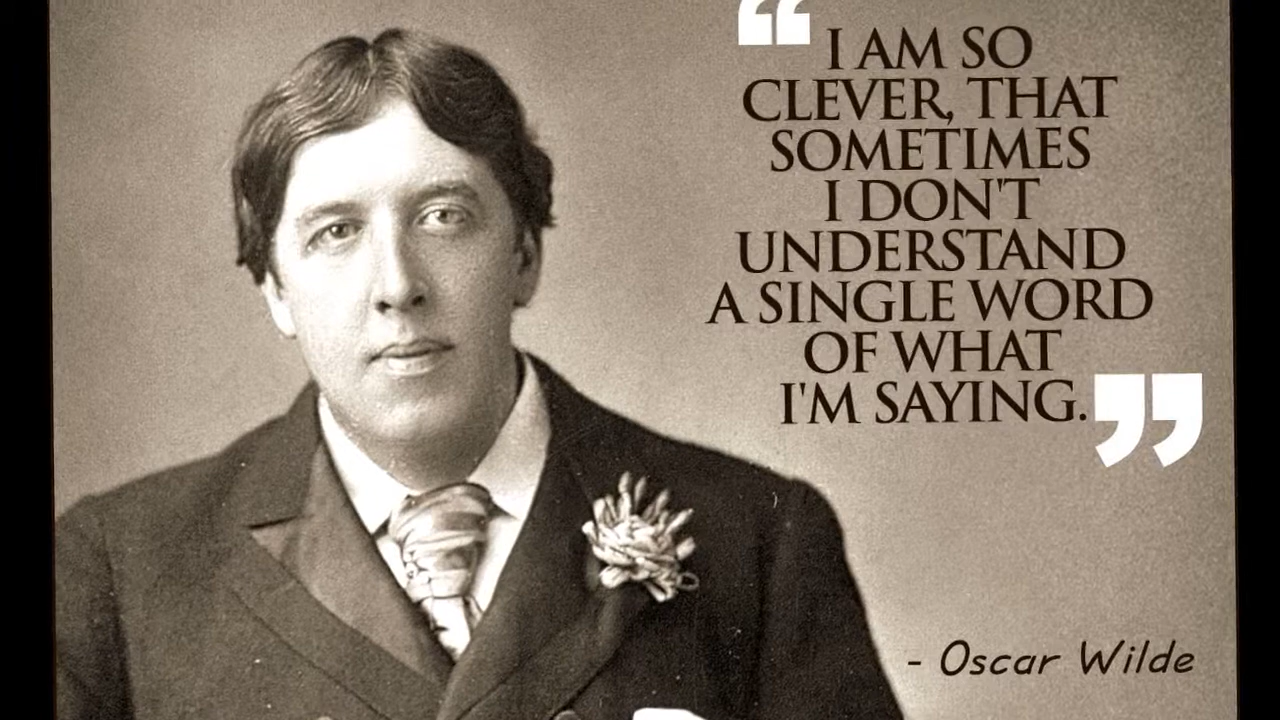 “ I AM SO
CLEVER, THAT
SOMETIMES
I DON'T
UNDERSTAND
A SINGLE WORD
OF WHAT
I'M SAYING. ”
- Oscar Wilde